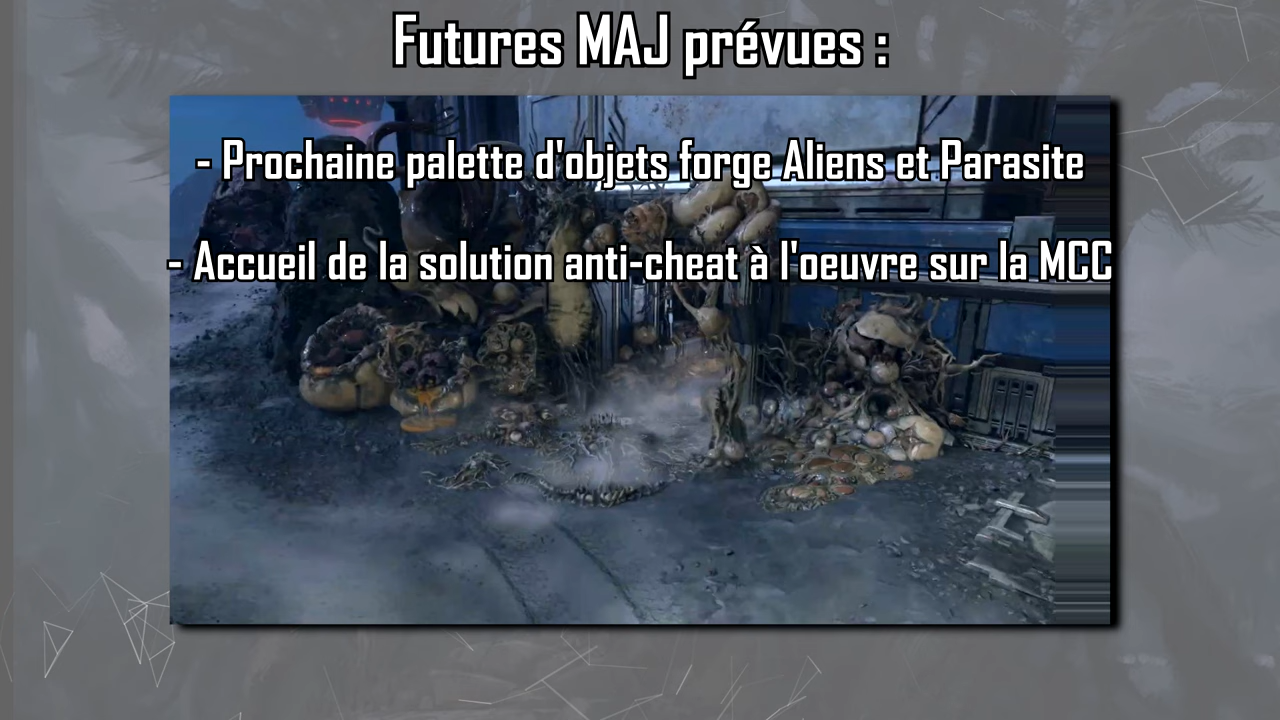 Futures MAJ prévues :
- Prochaine palette d'objets forge Aliens et Parasite
- Accueil de la solution anti-cheat à l'oeuvre sur la MCC